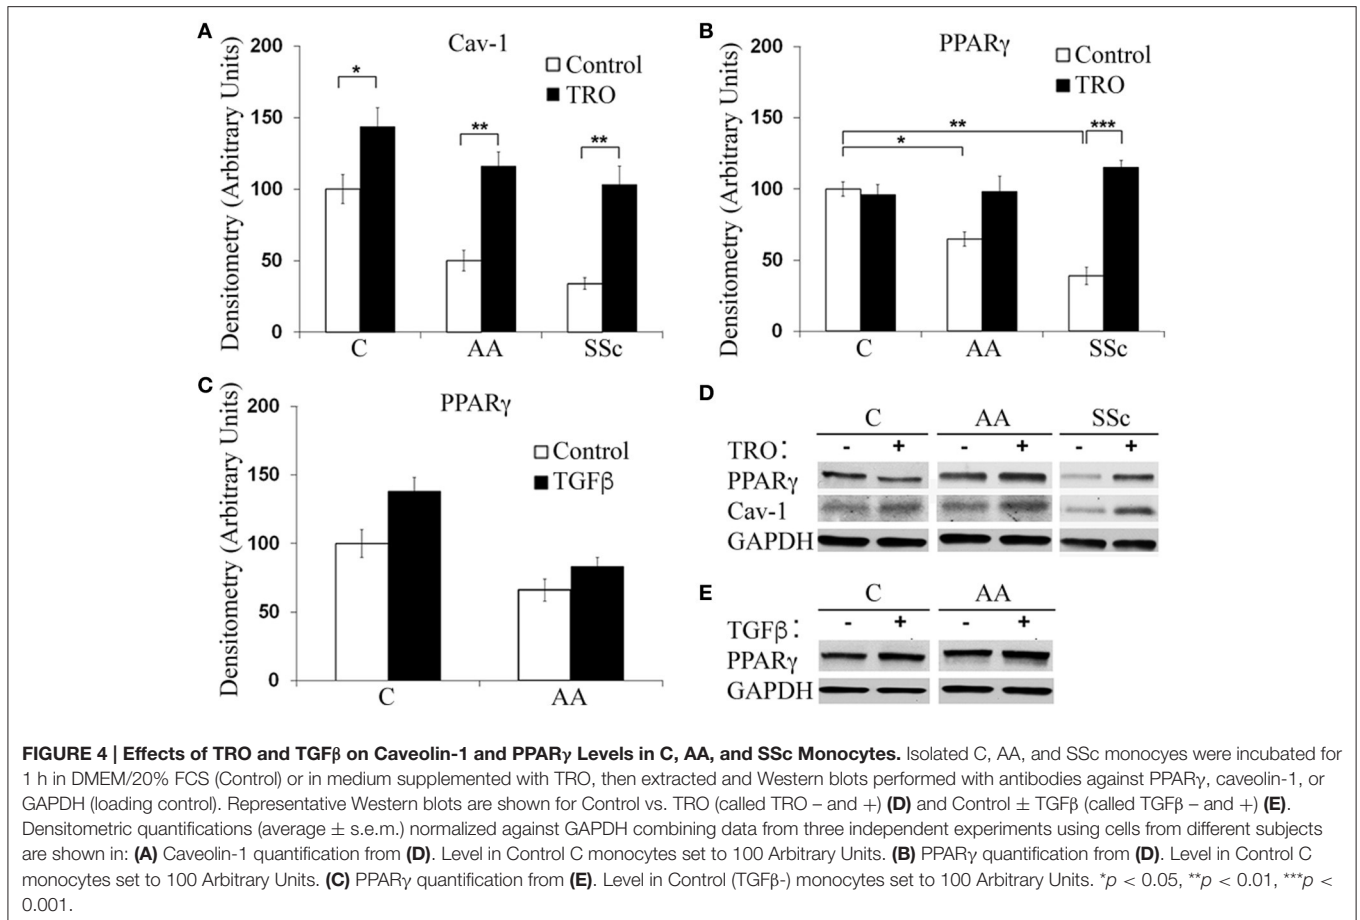 A
Cav-1
Densitometry (Arbitrary Units)
200
150
100
50
0
Control
TRO
*
**
**
C AA SSc
B
PPARγ
Densitometry (Arbitrary Units)
200
150
100
50
0
Control
TRO
**
*
***
C AA SSc
C
PPARγ
Densitometry (Arbitrary Units)
200
150
100
50
0
Control
TGFβ
C AA
D
C AA SSc
TRO: - + - + - +
PPARγ
Cav-1
GAPDH
E
C AA
TGFβ: - + - +
PPARγ
GAPDH
FIGURE 4 | Effects of TRO and TGFβ on Caveolin-1 and PPARγ Levels in C, AA, and SSc Monocytes. Isolated C, AA, and SSc monocyes were incubated for
1 h in DMEM/20% FCS (Control) or in medium supplemented with TRO, then extracted and Western blots performed with antibodies against PPARγ, caveolin-1, or
GAPDH (loading control). Representative Western blots are shown for Control vs. TRO (called TRO – and +) (D) and Control ± TGFβ (called TGFβ – and +) (E).
Densitometric quantifications (average ± s.e.m.) normalized against GAPDH combining data from three independent experiments using cells from different subjects
are shown in: (A) Caveolin-1 quantification from (D). Level in Control C monocytes set to 100 Arbitrary Units. (B) PPARγ quantification from (D). Level in Control C
monocytes set to 100 Arbitrary Units. (C) PPARγ quantification from (E). Level in Control (TGFβ-) monocytes set to 100 Arbitrary Units. *p < 0.05, **p < 0.01, ***p <
0.001.